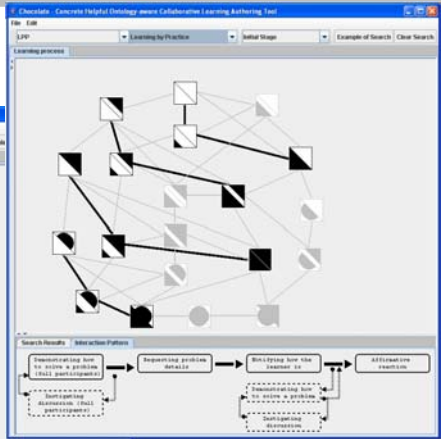 Chocolate - Concrete Helpful Ontology-aware Collaborative Learning Authering Tool
File Edit
LPP Learning by Practice Initial Stage Example of Search Clear Search
Learning process
Search Results Interaction Pattern
Demonstrating how
to solve a problem
(full participants)
Requesting problem
details
Notifying how the
learner is
Affirmative
reaction
Instigating
discussion (full
participants)
Demonstrating how
to solve a problem
Instigating
discussion